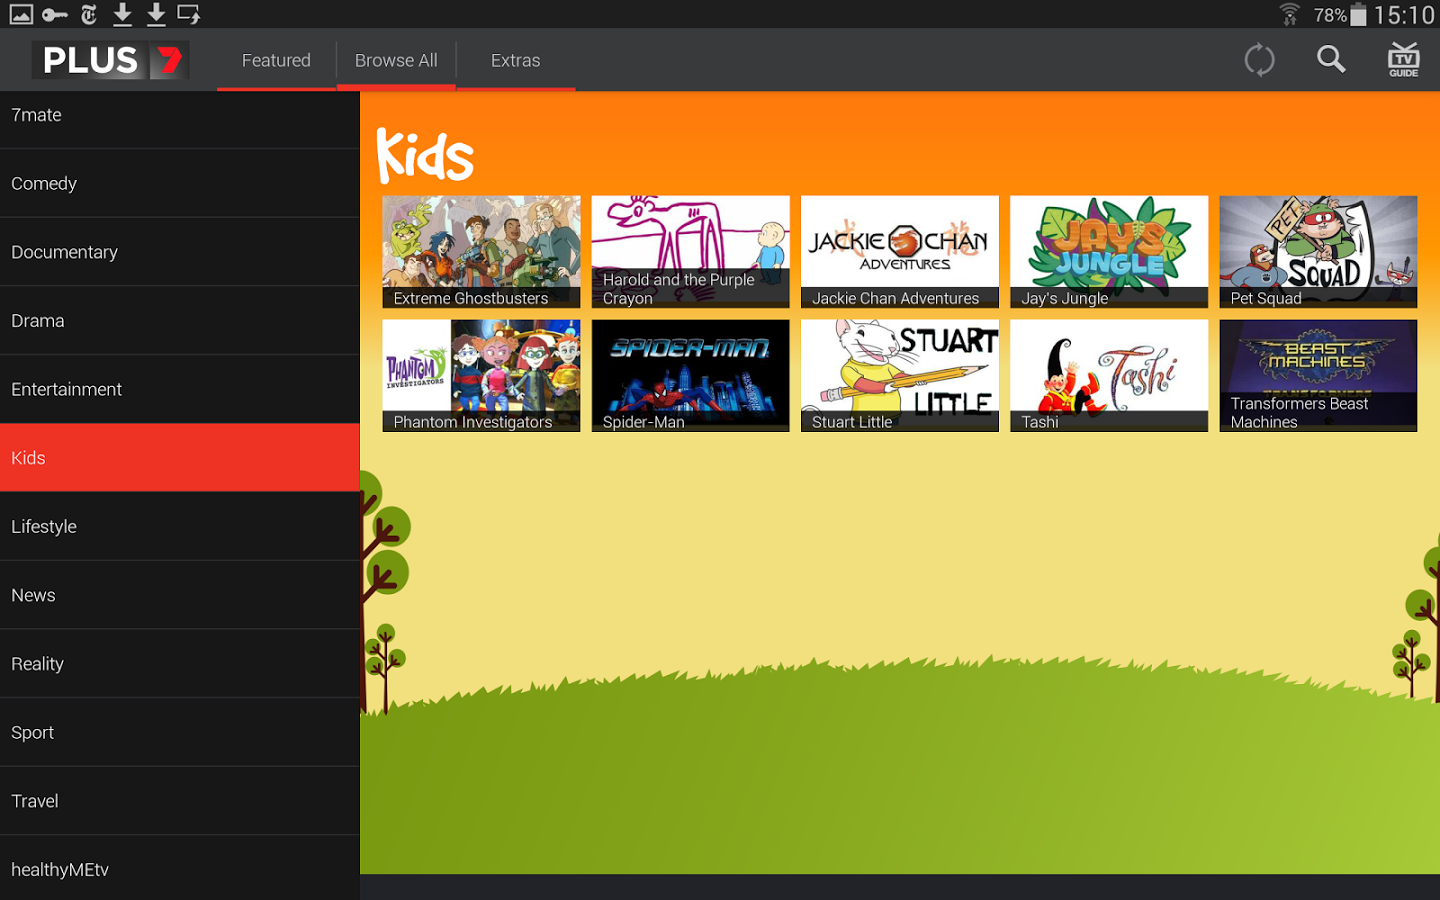 78% 15:10
PLUS 7
Featured
Browse All
Extras
TV
GUIDE
7mate
Comedy
Documentary
Drama
Entertainment
Kids
Lifestyle
News
Reality
Sport
Travel
healthyMEtv
Kids
Extreme Ghostbusters
Harold and the Purple
Crayon
JACKIE CHAN
ADVENTURES
Jackie Chan Adventures
JAY'S
JUNGLE
Jay's Jungle
PET
SQUAD
Pet Squad
PHANTOM
INVESTIGATORS
Phantom Investigators
SPIDER-MAN
Spider-Man
STUART
LITTLE
Stuart Little
Tashi
Tashi
BEAST
MACHINES
TRANSFORMERS
Transformers Beast
Machines